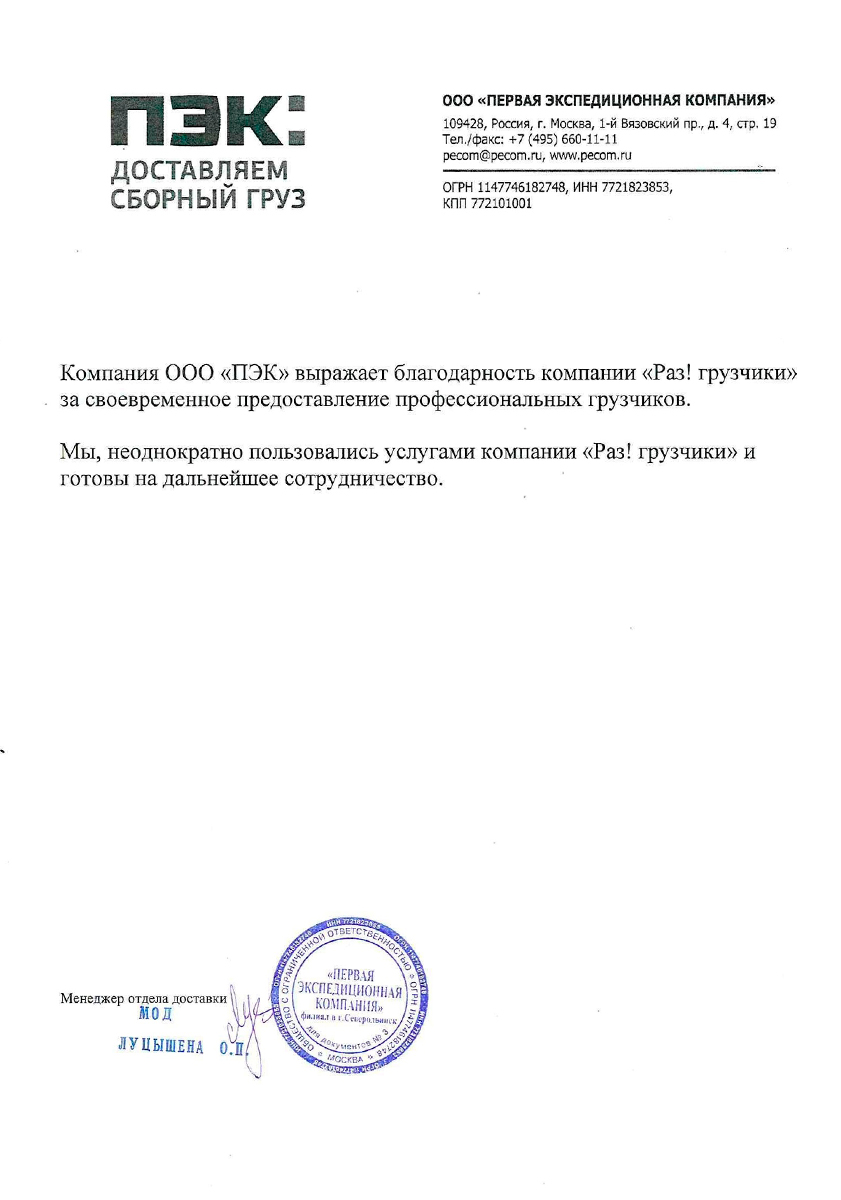 ПЭК:
ДОСТАВЛЯЕМ
СБОРНЫЙ ГРУЗ
ООО «ПЕРВАЯ ЭКСПЕДИЦИОННАЯ КОМПАНИЯ»
109428, Россия, г. Москва, 1-й Вязовский пр., д. 4, стр. 19
Тел./факс: +7 (495) 660-11-11
pecom@pecom.ru, www.pecom.ru
ОГРН 1147746182748, ИНН 7721823853,
КПП 772101001
Компания ООО «ПЭК» выражает благодарность компании «Раз! грузчики»
за своевременное предоставление профессиональных грузчиков.
Мы, неоднократно пользовались услугами компании «Раз! грузчики» и
готовы на дальнейшее сотрудничество.
Менеджер отдела доставки
МОД
ЛУЦЫШЕНА О.П.
ИНН 7721823853
ОБЩЕСТВО С ОГРАНИЧЕННОЙ ОТВЕТСТВЕННОСТЬЮ
ОГРН 1147746182748
«ПЕРВАЯ
ЭКСПЕДИЦИОННАЯ
КОМПАНИЯ»
филиал в г.
для документов № 3
МОСКВА